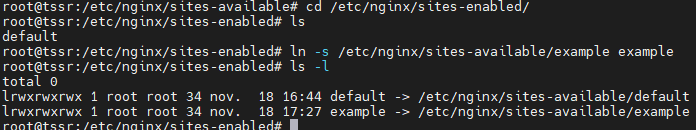 root@tssr:/etc/nginx/sites-available# cd /etc/nginx/sites-enabled/
root@tssr:/etc/nginx/sites-enabled# ls
default
root@tssr:/etc/nginx/sites-enabled# ln -s /etc/nginx/sites-available/example example
root@tssr:/etc/nginx/sites-enabled# ls -l
total 0
lrwxrwxrwx 1 root root 34 nov.  18 16:44 default -> /etc/nginx/sites-available/default
lrwxrwxrwx 1 root root 34 nov.  18 17:27 example -> /etc/nginx/sites-available/example
root@tssr:/etc/nginx/sites-enabled#